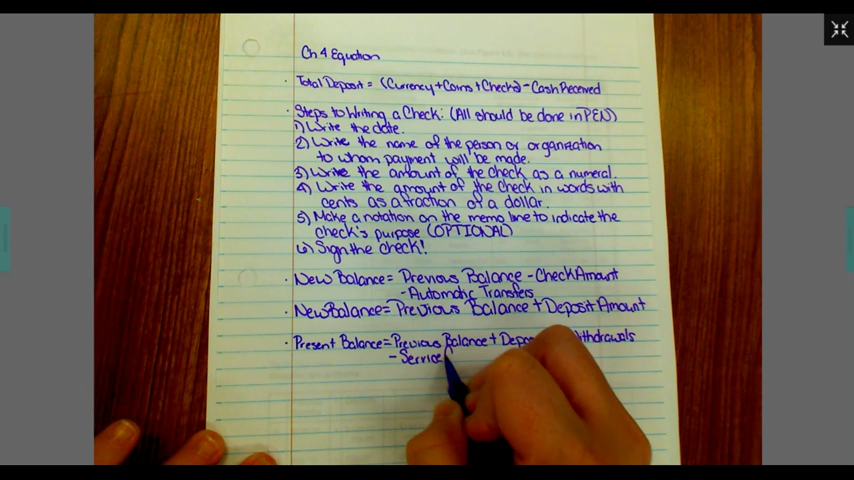 Ch 4 Equation
· Total Deposit = (Currency + Coins + Checks) - Cash Received
· Steps to Writing a Check: (All should be done in PEN)
1) Write the date.
2) Write the name of the person or organization
to whom payment will be made.
3) Write the amount of the check as a numeral.
4) Write the amount of the check in words with
cents as a fraction of a dollar.
5) Make a notation on the memo line to indicate the
check's purpose (OPTIONAL)
6) Sign the check!
· New Balance = Previous Balance - Check Amount
- Automatic Transfers
· New Balance = Previous Balance + Deposit Amount
· Present Balance = Previous Balance + Depo thdrawals
- Service